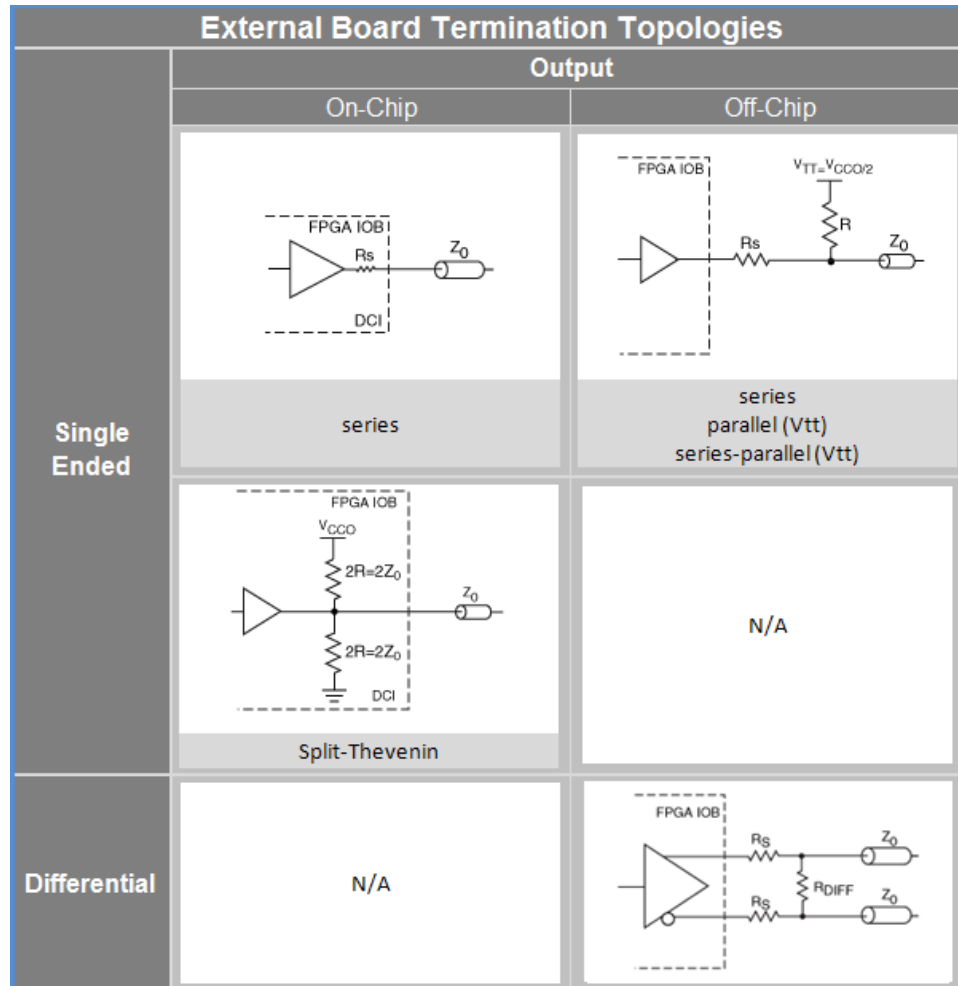 External Board Termination Topologies
Output
On-Chip
Off-Chip
Single
Ended
FPGA IOB
Rs
Z0
DCI
series
FPGA IOB
VTT=VCCO/2
R
Rs
Z0
series
parallel (Vtt)
series-parallel (Vtt)
FPGA IOB
VCCO
2R=2Z0
Z0
2R=2Z0
DCI
Split-Thevenin
N/A
Differential
N/A
FPGA IOB
RS
Z0
RDIFF
RS
Z0